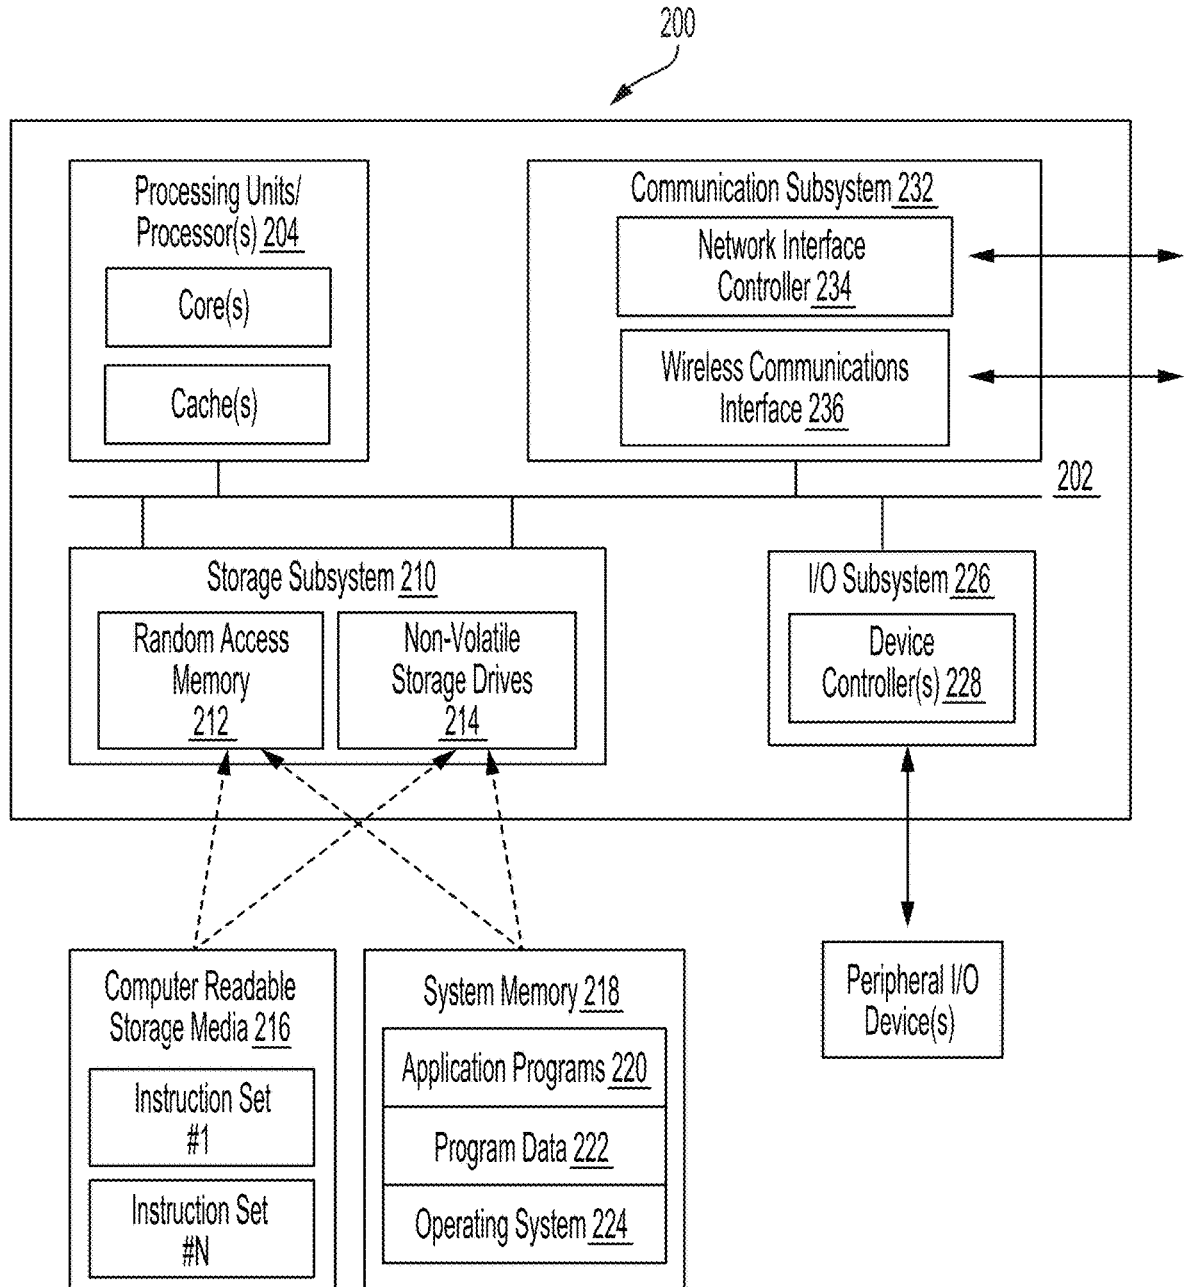 200
Processing Units/
Processor(s) 204
Core(s)
Cache(s)
Communication Subsystem 232
Network Interface
Controller 234
Wireless Communications
Interface 236
202
Storage Subsystem 210
Random Access
Memory
212
Non-Volatile
Storage Drives
214
I/O Subsystem 226
Device
Controller(s) 228
Computer Readable
Storage Media 216
Instruction Set
#1
Instruction Set
#N
System Memory 218
Application Programs 220
Program Data 222
Operating System 224
Peripheral I/O
Device(s)